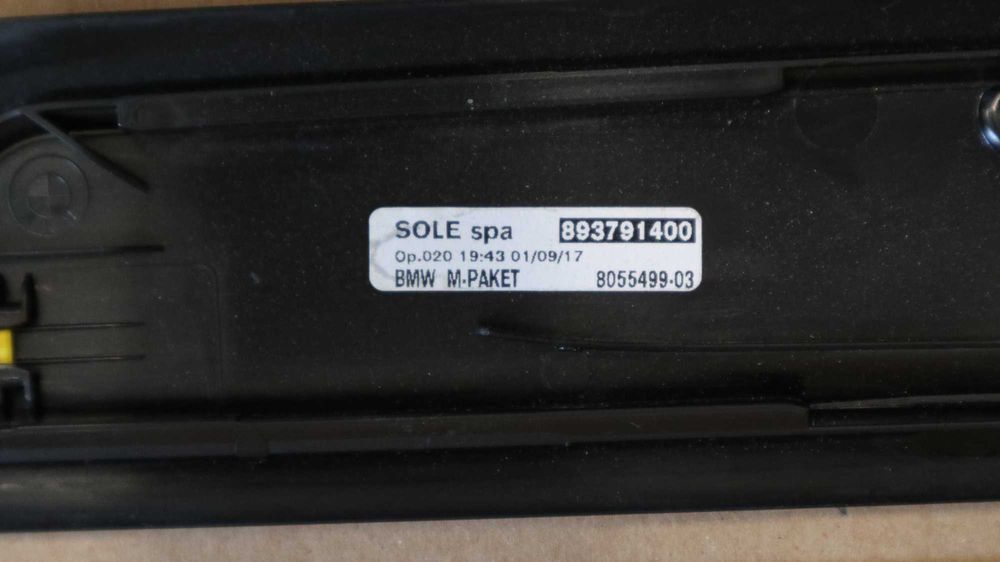 SOLE spa 893791400
Op.020 19:43 01/09/17
BMW M-PAKET 8055499-03